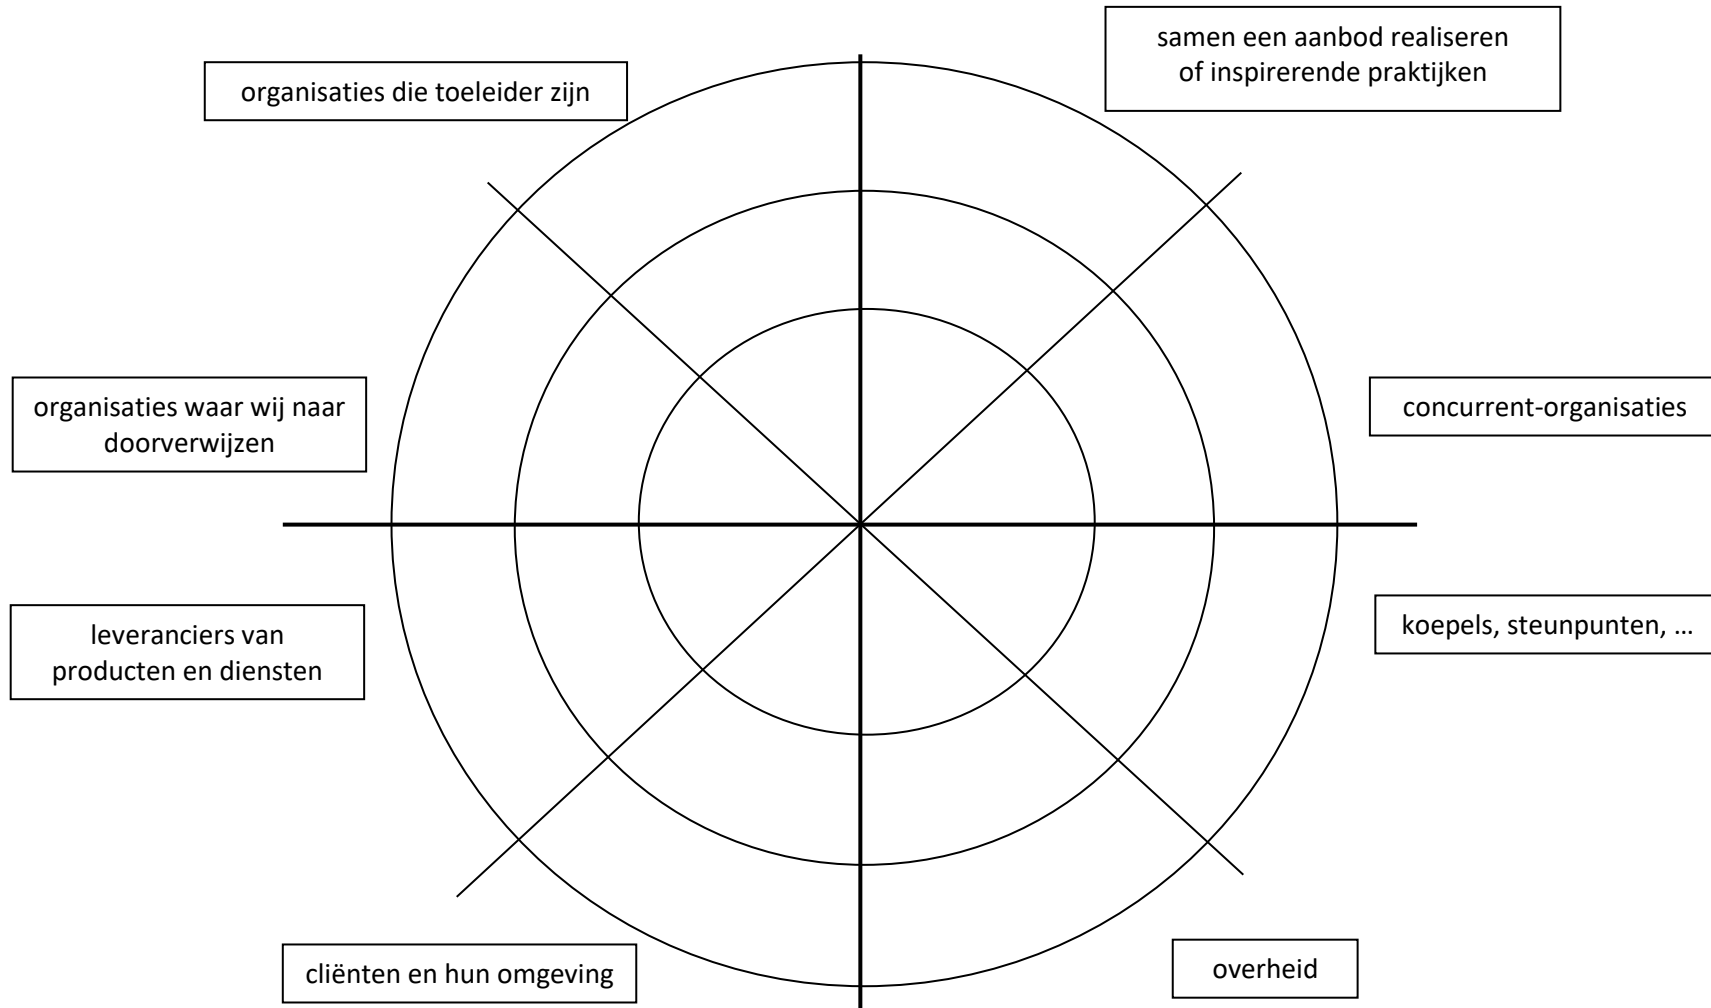 samen een aanbod realiseren
of inspirerende praktijken
organisaties die toeleider zijn
organisaties waar wij naar
doorverwijzen
concurrent-organisaties
leveranciers van
producten en diensten
koepels, steunpunten, …
cliënten en hun omgeving
overheid